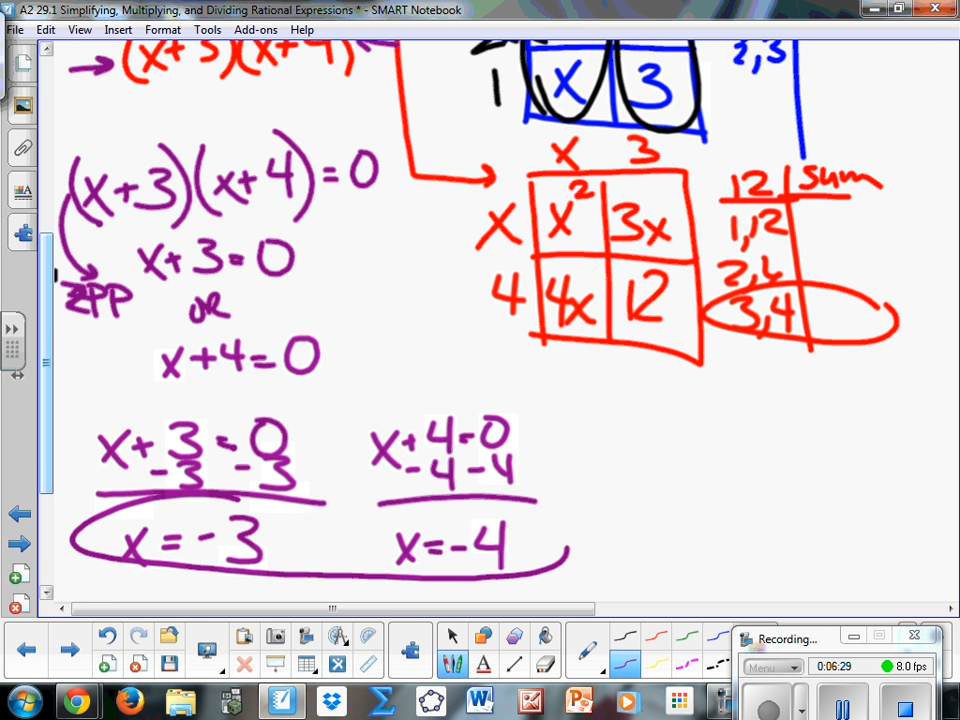 A2 29.1 Simplifying, Multiplying, and Dividing Rational Expressions * - SMART Notebook
File Edit View Insert Format Tools Add-ons Help
(x+3)(x+4)
1 x 3
2,3
(x+3)(x+4)=0
x+3=0
ZPP
OR
x+4=0
x+3=0
-3 -3
x=-3
x+4=0
-4 -4
x=-4
x 3
x x² 3x
4 4x 12
12 sum
1,12
2,6
3,4
Recording...
Menu
0:06:29
8.0 fps